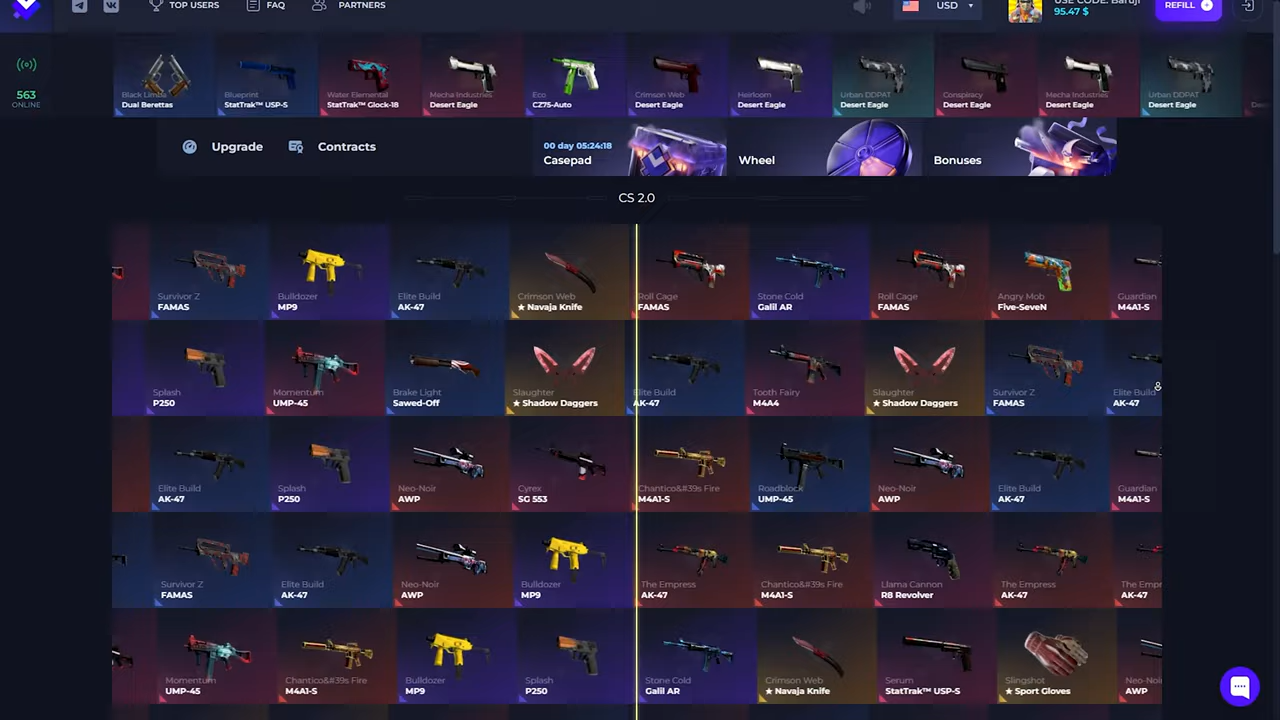 TOP USERS
FAQ
PARTNERS
USD
USE CODE: Baruji
95.47 $
REFILL
563
ONLINE
Dual Berettas
Blueprint
StatTrak™ USP-S
Water Elemental
StatTrak™ Glock-18
Mecha Industries
Desert Eagle
Eco
CZ75-Auto
Crimson Web
Desert Eagle
Heirloom
Desert Eagle
Urban DDPAT
Desert Eagle
Conspiracy
Desert Eagle
Mecha Industries
Desert Eagle
Urban DDPAT
Desert Eagle
Upgrade
Contracts
00 day 05:24:18
Casepad
Wheel
Bonuses
CS 2.0
Survivor Z
FAMAS
Bulldozer
MP9
Elite Build
AK-47
Crimson Web
★ Navaja Knife
Roll Cage
FAMAS
Stone Cold
Galil AR
Roll Cage
FAMAS
Angry Mob
Five-SeveN
Guardian
M4A1-S
Splash
P250
Momentum
UMP-45
Brake Light
Sawed-Off
Slaughter
★ Shadow Daggers
Elite Build
AK-47
Tooth Fairy
M4A4
Slaughter
★ Shadow Daggers
Survivor Z
FAMAS
Elite Build
AK-47
Elite Build
AK-47
Splash
P250
Neo-Noir
AWP
Cyrex
SG 553
Chantico&#39s Fire
M4A1-S
Roadblock
UMP-45
Neo-Noir
AWP
Elite Build
AK-47
Guardian
M4A1-S
Survivor Z
FAMAS
Elite Build
AK-47
Neo-Noir
AWP
Bulldozer
MP9
The Empress
AK-47
Chantico&#39s Fire
M4A1-S
Llama Cannon
R8 Revolver
The Empress
AK-47
The Empr
AK-47
Momentum
UMP-45
Chantico&#39s Fire
M4A1-S
Bulldozer
MP9
Splash
P250
Stone Cold
Galil AR
Crimson Web
★ Navaja Knife
Serum
StatTrak™ USP-S
Slingshot
★ Sport Gloves
Neo-Noi
AWP